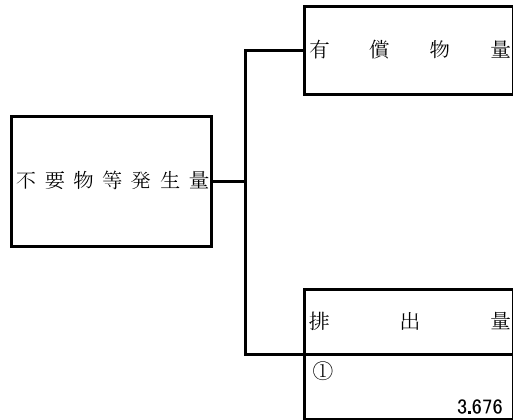 有償物量
不要物等発生量
排出量
①
3.676